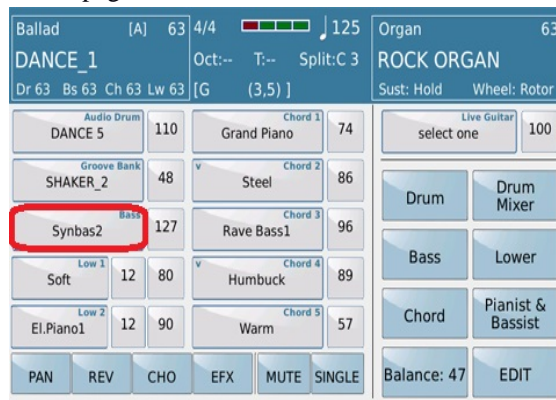 Ballad [A] 63 4/4 125 Organ 63
DANCE_1 Oct:-- T:-- Split:C 3 ROCK ORGAN
Dr 63 Bs 63 Ch 63 Lw 63 [G (3,5) ] Sust: Hold Wheel: Rotor
Audio Drum Chord 1 Live Guitar
DANCE 5 110 Grand Piano 74 select one 100
Groove Bank v Chord 2
SHAKER_2 48 Steel 86 Drum Drum Mixer
Bass Chord 3
Synbas2 127 Rave Bass1 96
Low 1 v Chord 4 Bass Lower
Soft 12 80 Humbuck 89
Low 2 Chord 5 Chord Pianist & Bassist
El.Piano1 12 90 Warm 57
PAN REV CHO EFX MUTE SINGLE Balance: 47 EDIT